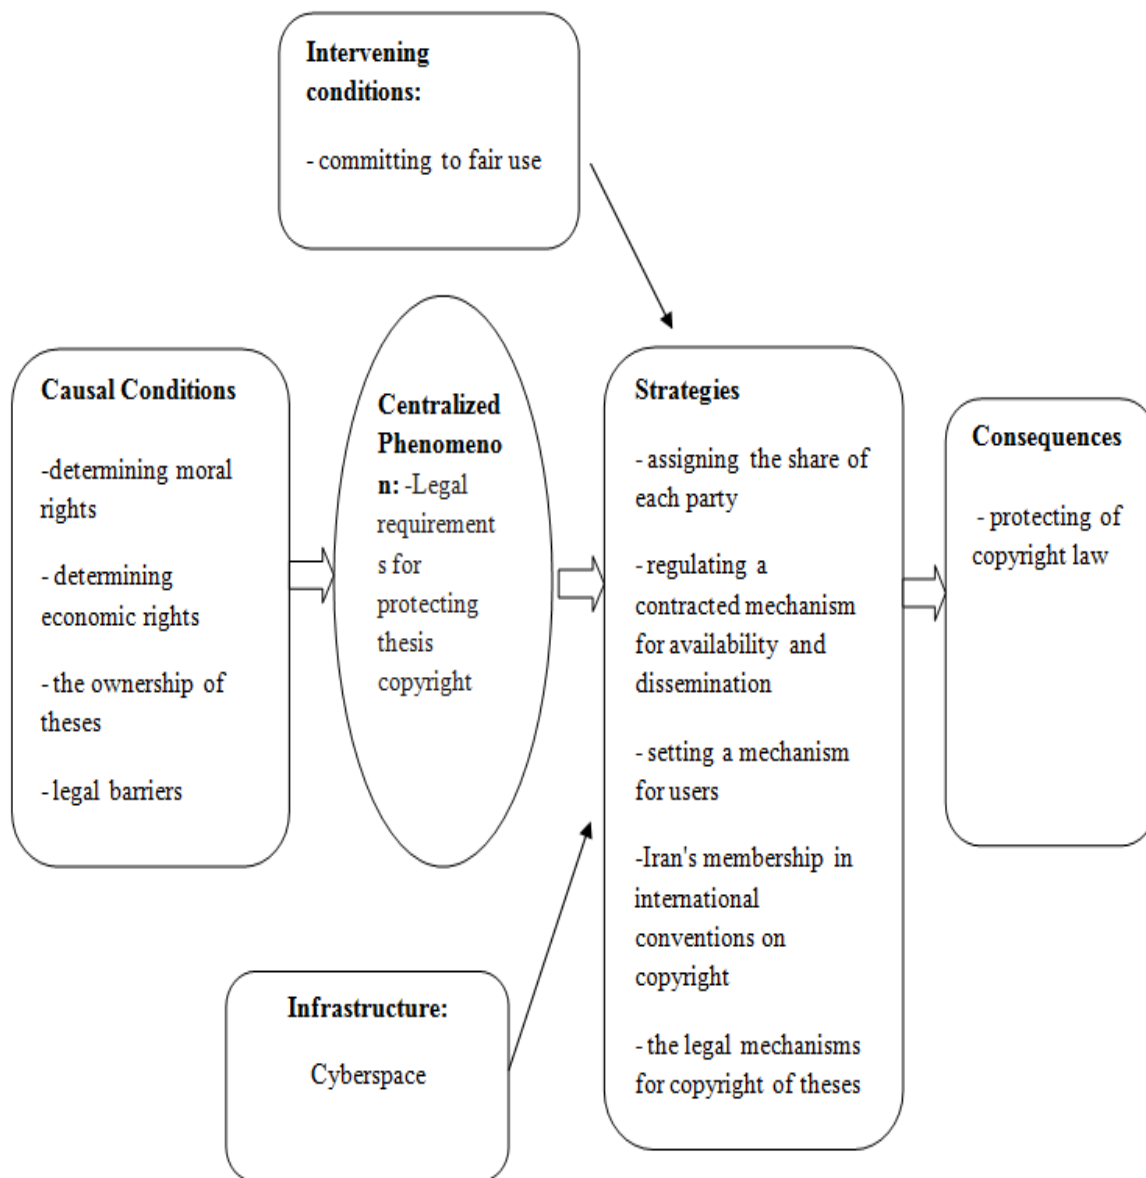 Intervening
conditions:
- committing to fair use
Causal Conditions
-determining moral
rights
- determining
economic rights
- the ownership of
theses
- legal barriers
Centralized
Phenomeno
n: -Legal
requirement
s for
protecting
thesis
copyright
Strategies
- assigning the share of
each party
- regulating a
contracted mechanism
for availability and
dissemination
- setting a mechanism
for users
-Iran's membership in
international
conventions on
copyright
- the legal mechanisms
for copyright of theses
Consequences
- protecting of
copyright law
Infrastructure:
Cyberspace